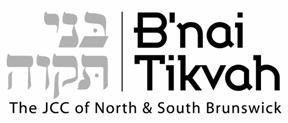 בני
תקוה
B'nai
Tikvah
The JCC of North & South Brunswick